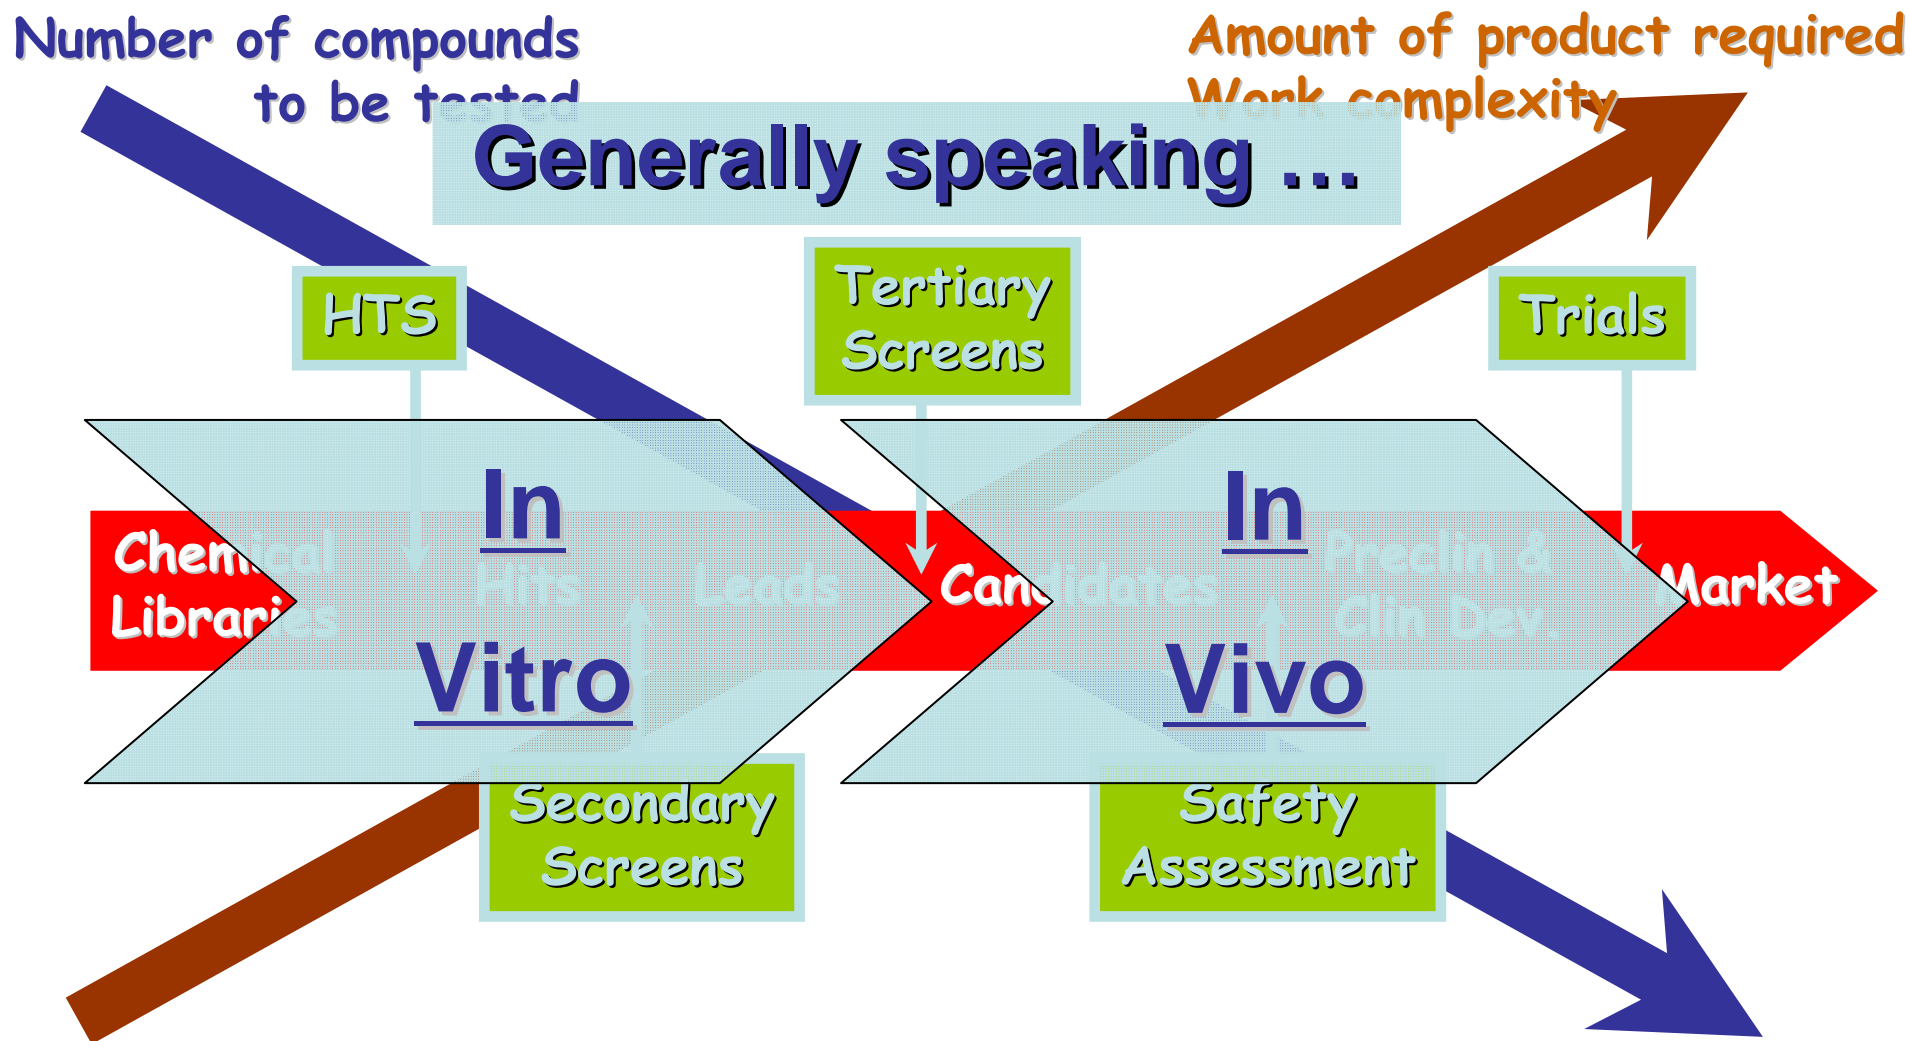 Number of compounds
to be tested
Amount of product required
Work complexity
Generally speaking ...
HTS
Tertiary
Screens
Trials
In
Vitro
In
Vivo
Chemical
Libraries
Hits
Leads
Candidates
Preclin &
Clin Dev.
Market
Secondary
Screens
Safety
Assessment